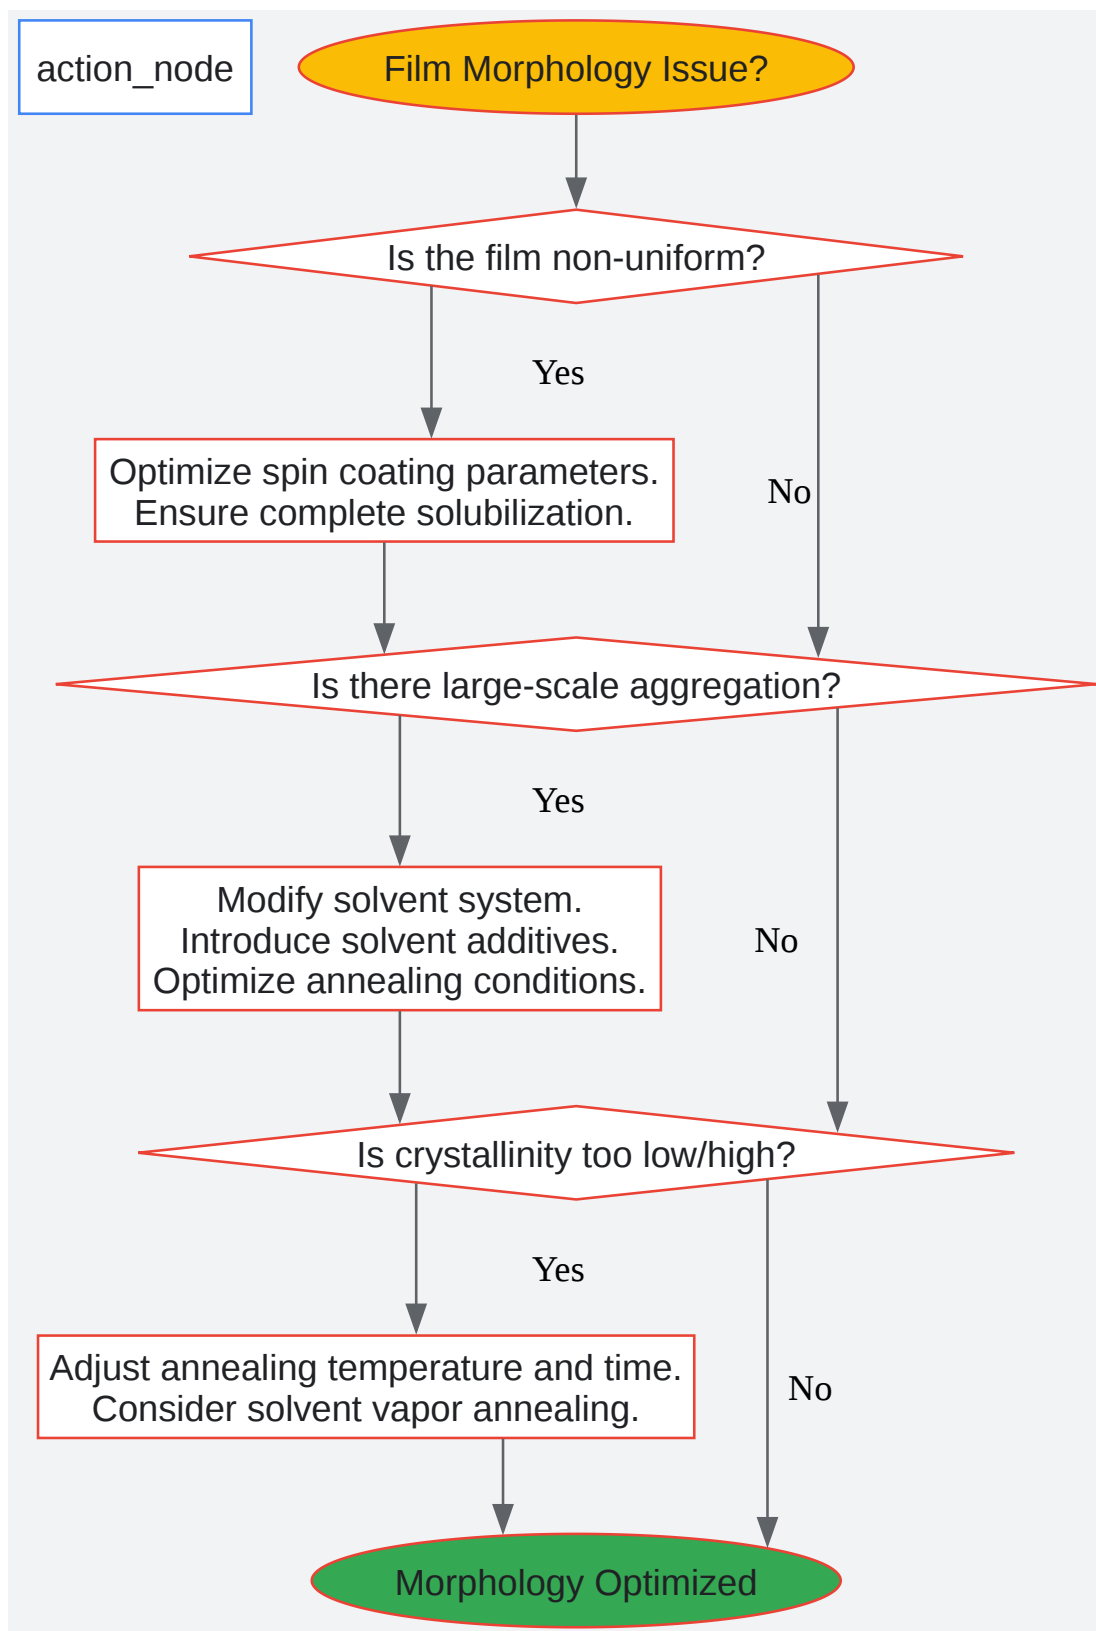 action_node
Film Morphology Issue?
Is the film non-uniform?
Yes
Optimize spin coating parameters.
Ensure complete solubilization.
No
Is there large-scale aggregation?
Yes
Modify solvent system.
Introduce solvent additives.
Optimize annealing conditions.
No
Is crystallinity too low/high?
Yes
Adjust annealing temperature and time.
Consider solvent vapor annealing.
No
Morphology Optimized